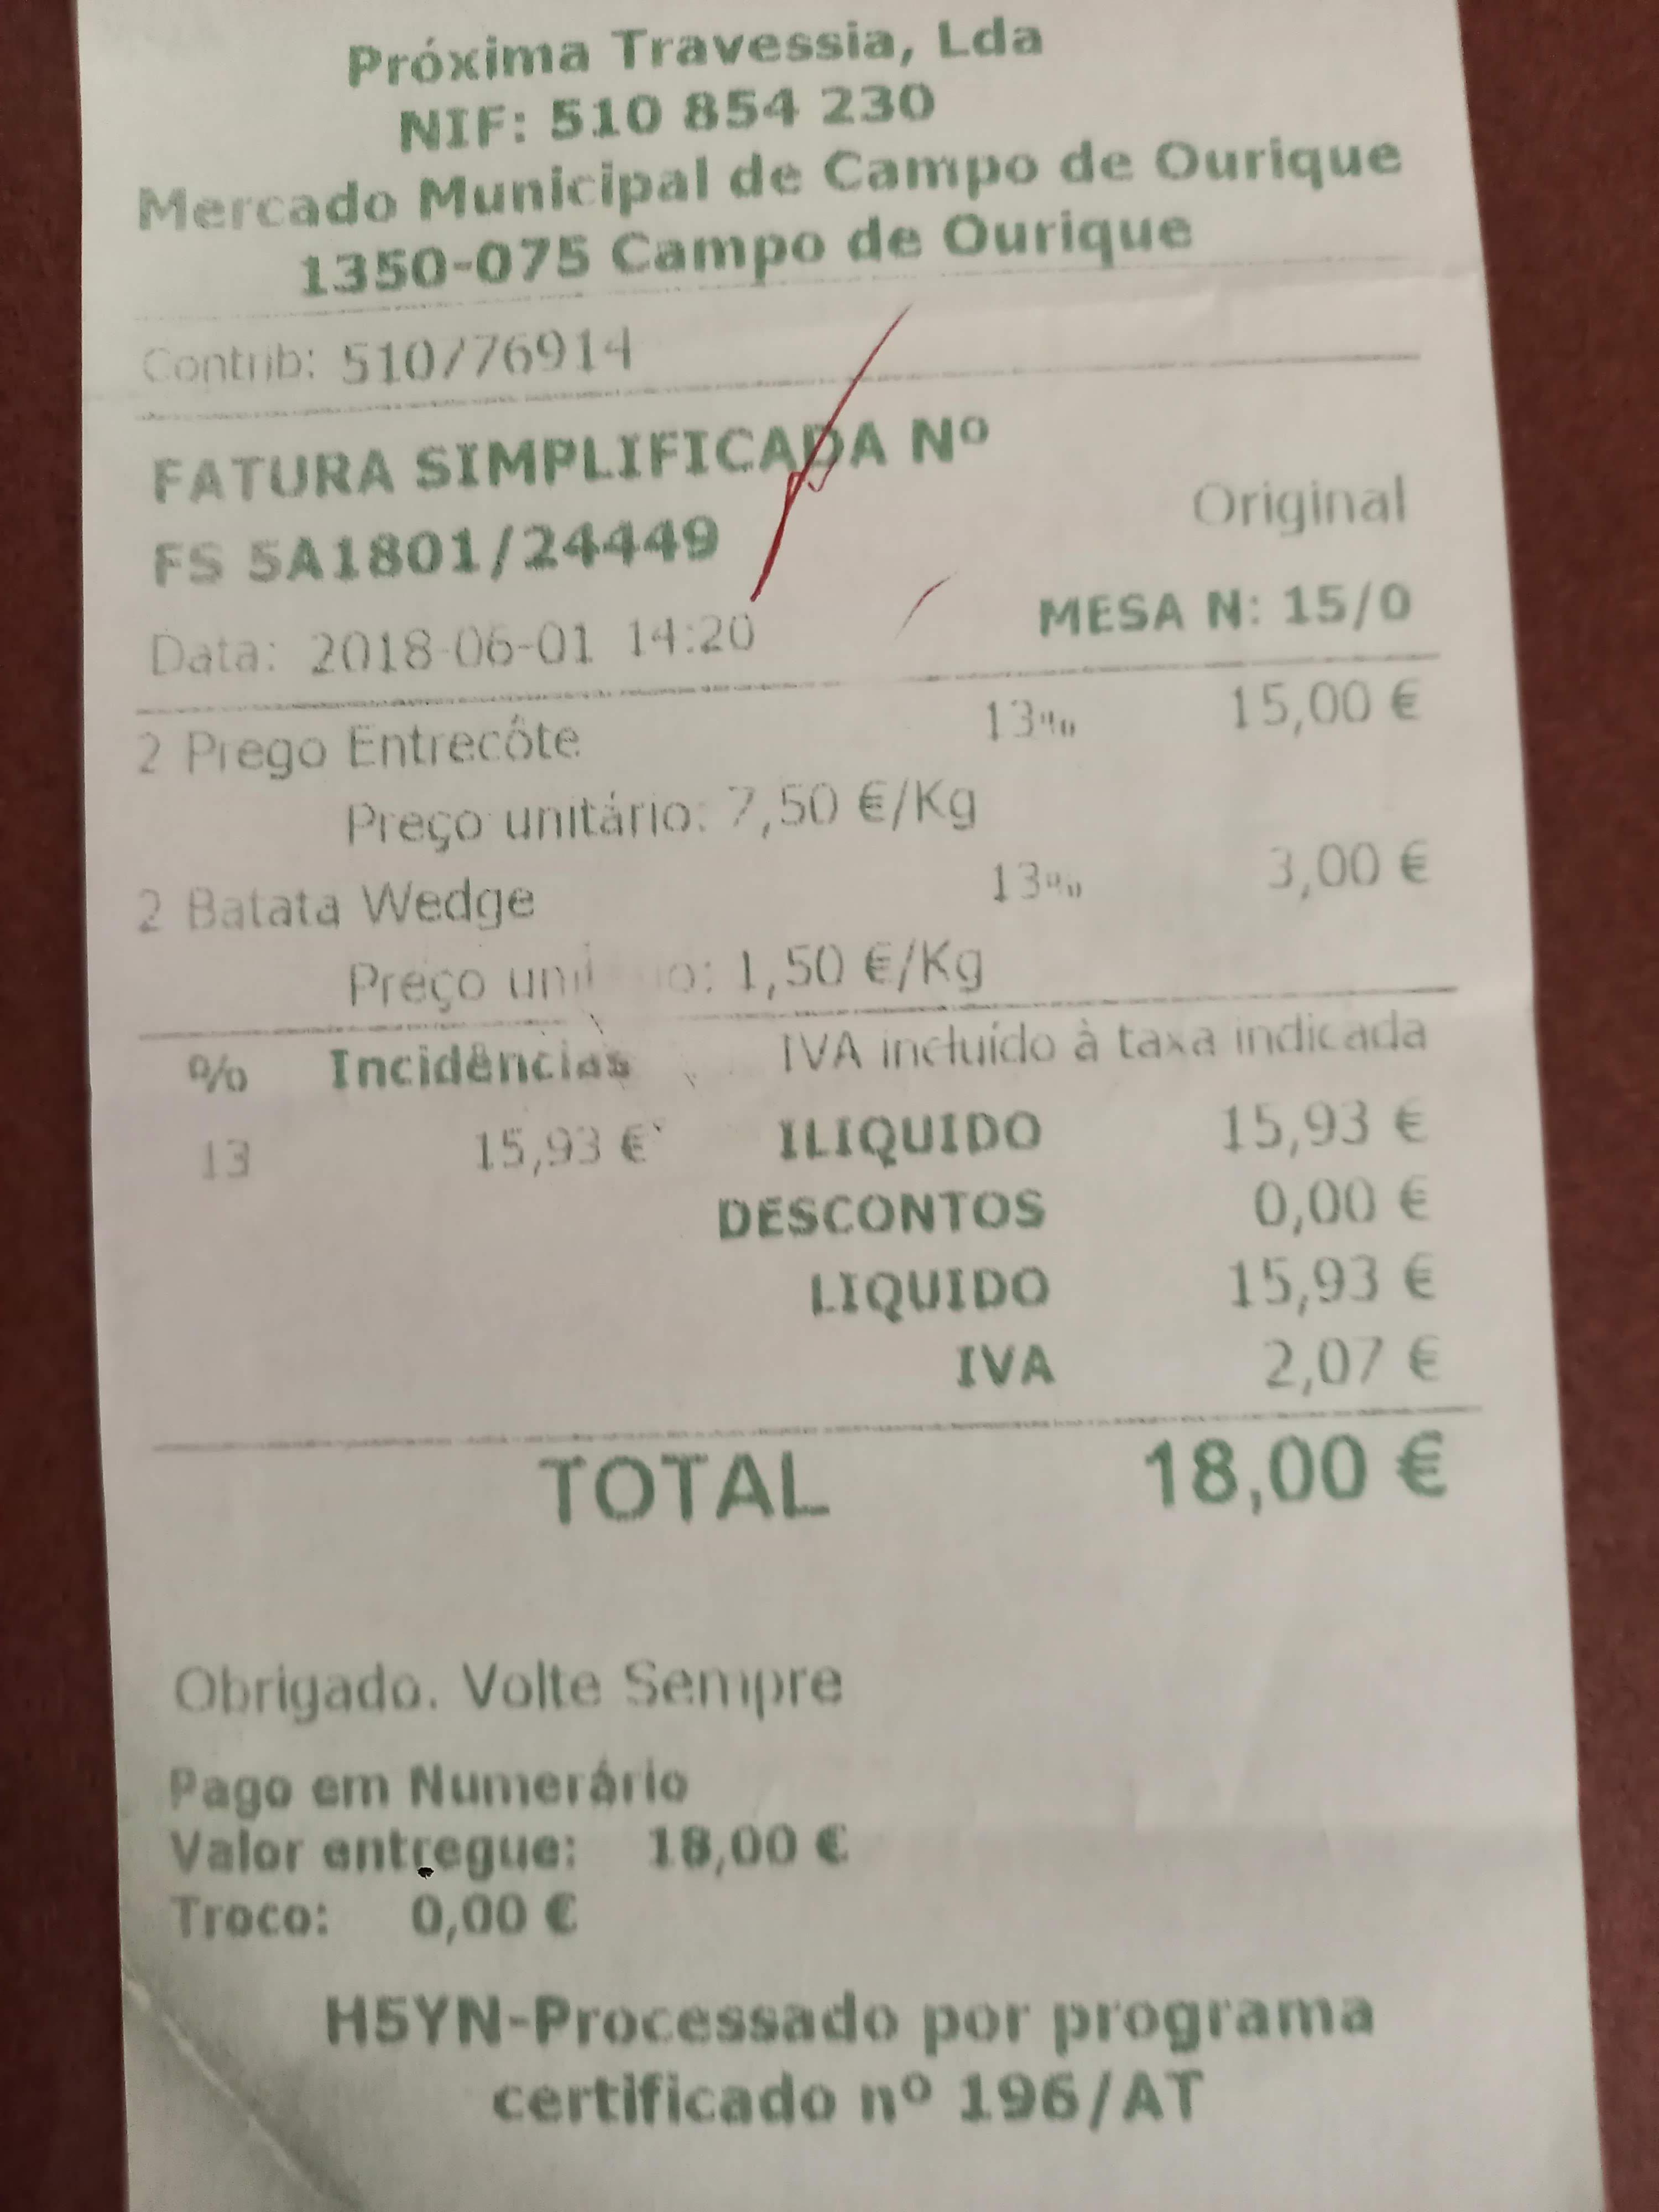 Próxima Travessia, Lda
NIF: 510 854 230
Mercado Municipal de Campo de Ourique
1350-075 Campo de Ourique
Contrib: 510776914
FATURA SIMPLIFICADA Nº
Original
FS 5A1801/24449
MESA N: 15/0
Data: 2018-06-01 14:20
2 Prego Entrecôte 13% 15,00 €
Preço unitário: 7,50 €/Kg
2 Batata Wedge 13% 3,00 €
Preço 1,50 €/Kg
% Incidências IVA incluído à taxa indicada
13 15,93 € ILIQUIDO 15,93 €
DESCONTOS 0,00 €
LIQUIDO 15,93 €
IVA 2,07 €
TOTAL 18,00 €
Obrigado. Volte Sempre
Pago em Numerário
Valor entregue: 18,00 €
Troco: 0,00 €
H5YN-Processado por programa
certificado nº 196/AT